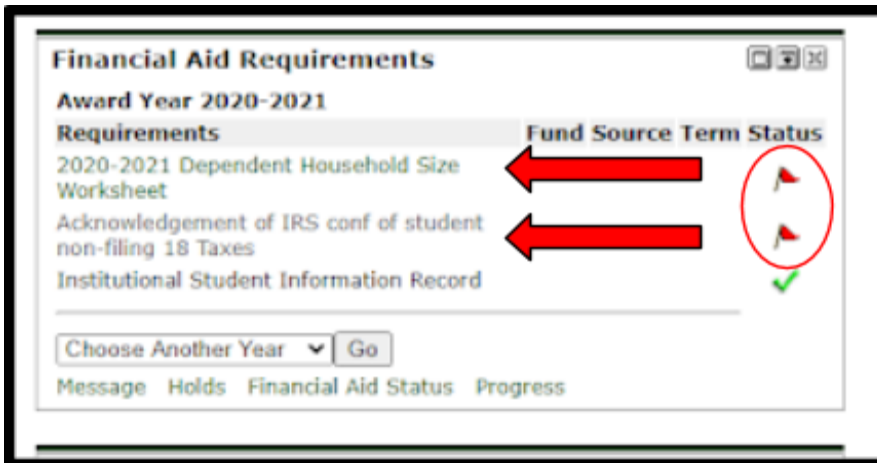 Financial Aid Requirements
Award Year 2020-2021
Requirements Fund Source Term Status
2020-2021 Dependent Household Size
Worksheet
Acknowledgement of IRS conf of student
non-filing 18 Taxes
Institutional Student Information Record
Choose Another Year Go
Message Holds Financial Aid Status Progress